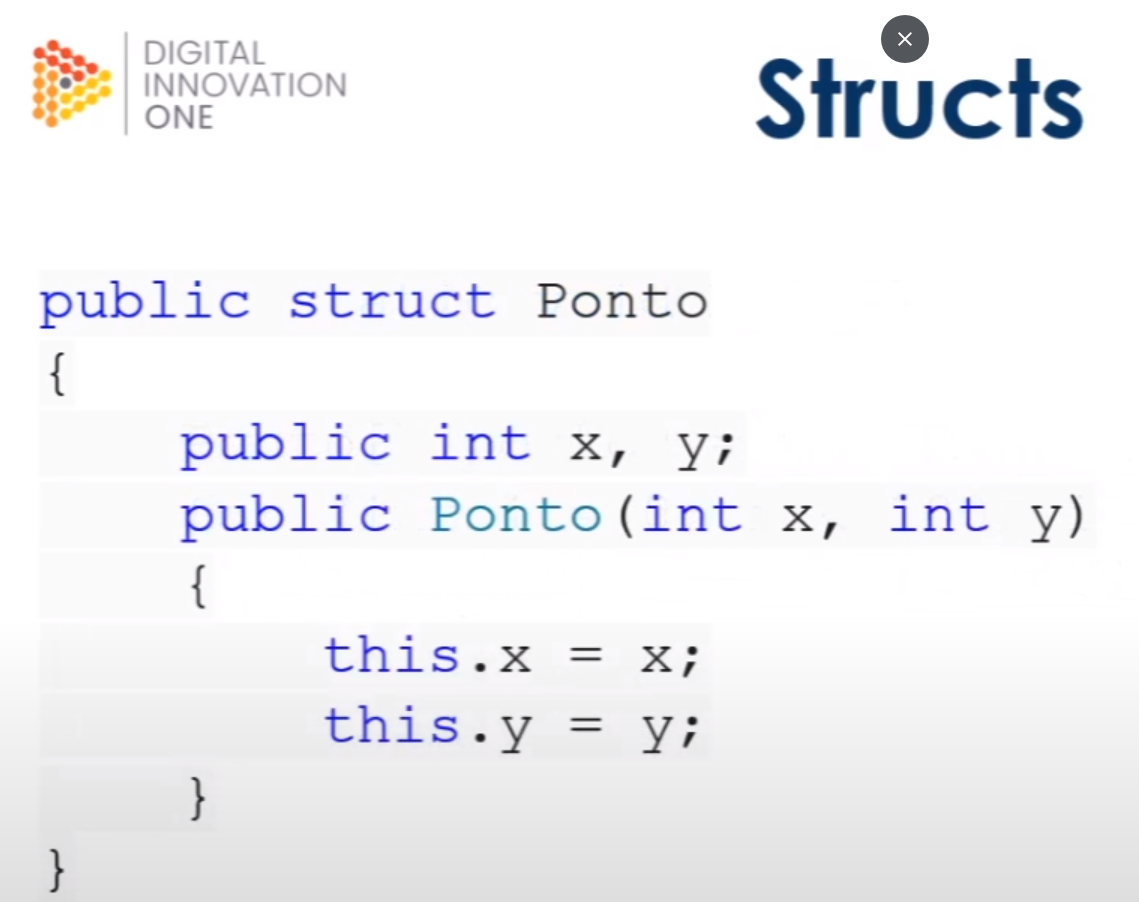 DIGITAL
INNOVATION
ONE
Structs
public struct Ponto
{
    public int x, y;
    public Ponto(int x, int y)
    {
        this.x = x;
        this.y = y;
    }
}